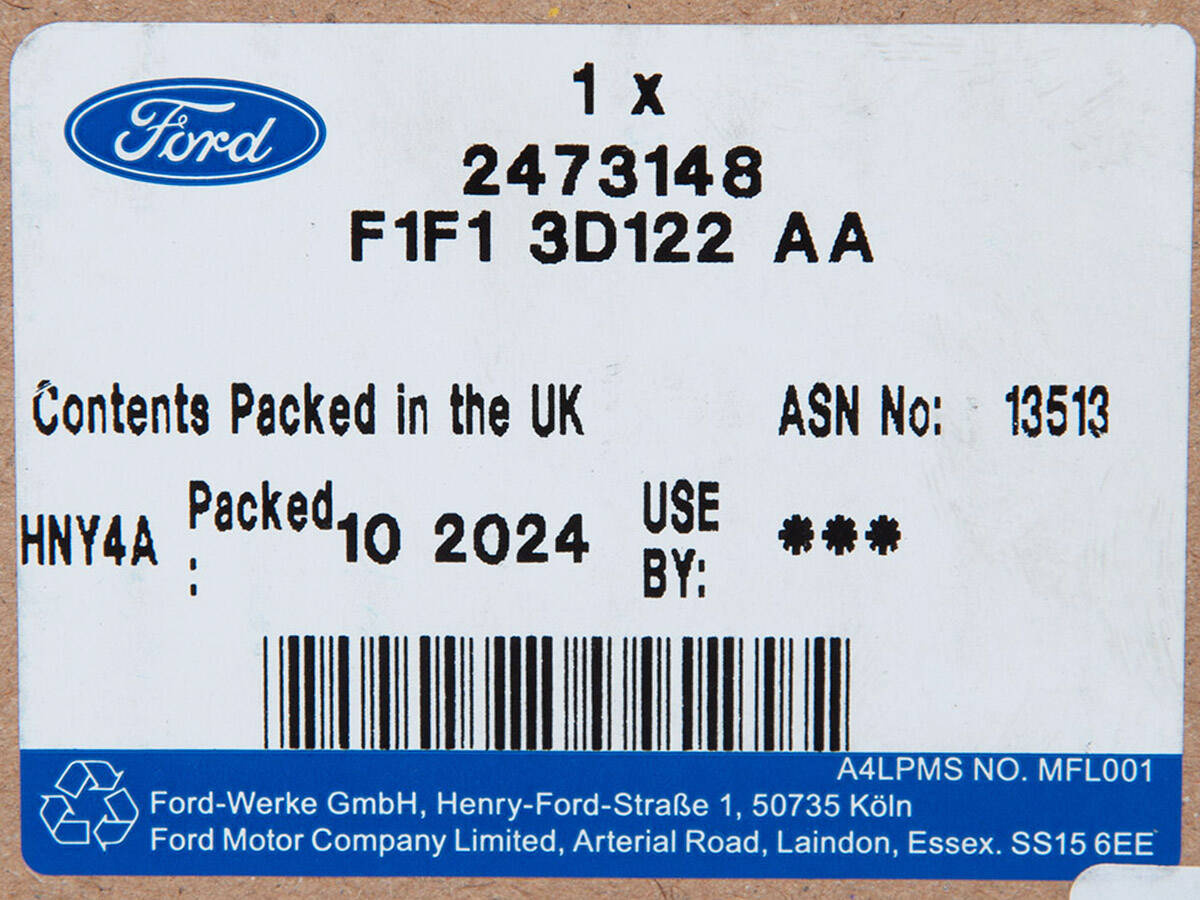 Ford
1 x
2473148
F1F1 3D122 AA
Contents Packed in the UK ASN No: 13513
HNY4A Packed : 10 2024 USE BY: ***
A4LPMS NO. MFL001
Ford-Werke GmbH, Henry-Ford-Straße 1, 50735 Köln
Ford Motor Company Limited, Arterial Road, Laindon, Essex. SS15 6EE